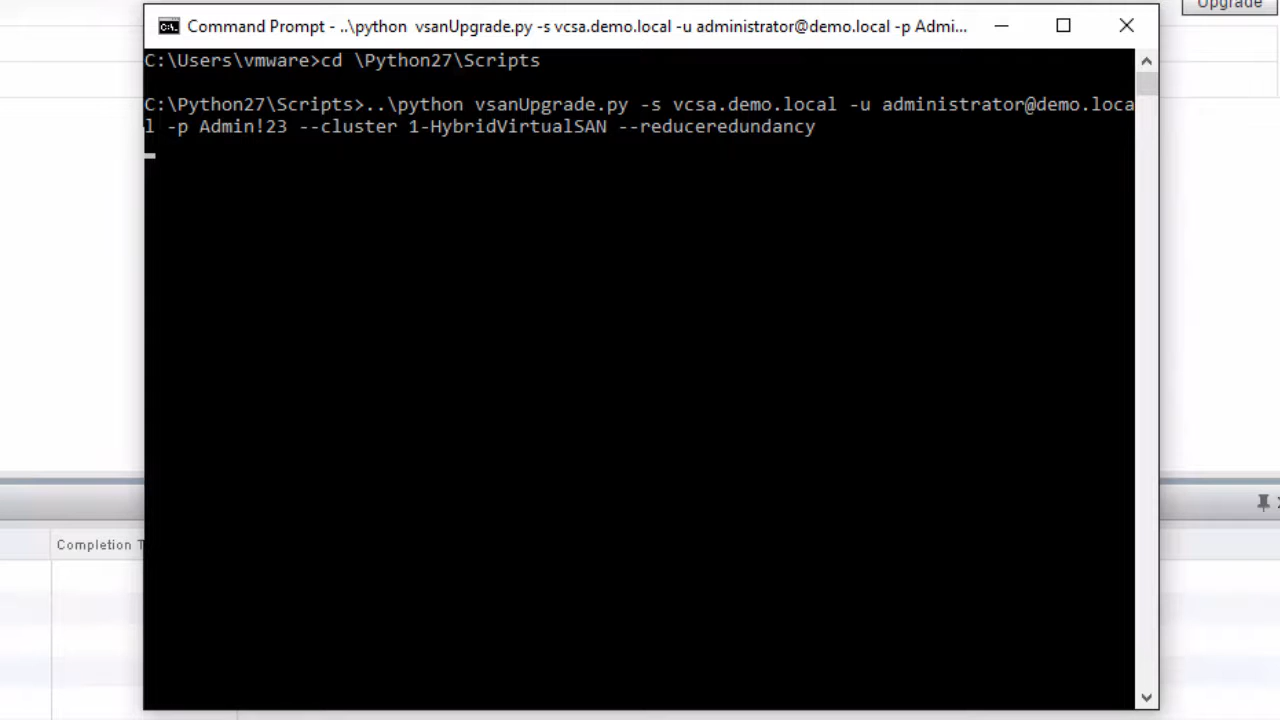 Upgrade
Command Prompt - ..\python  vsanUpgrade.py -s vcsa.demo.local -u administrator@demo.local -p Admi...
C:\Users\vmware>cd \Python27\Scripts
C:\Python27\Scripts>..\python vsanUpgrade.py -s vcsa.demo.local -u administrator@demo.loca
l -p Admin!23 --cluster 1-HybridVirtualSAN --reduceredundancy
Completion T